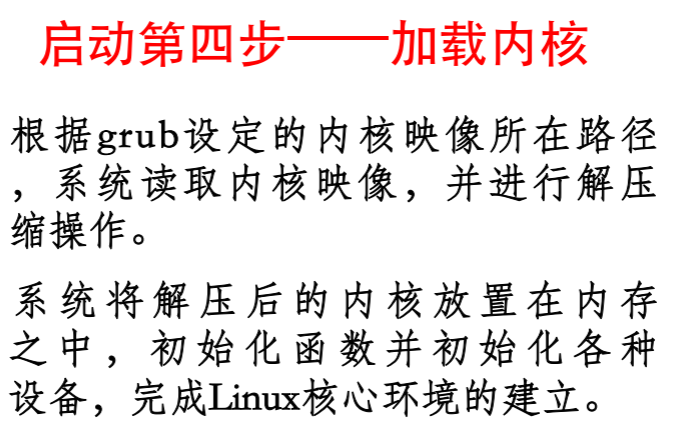 启动第四步——加载内核
根据grub设定的内核映像所在路径
，系统读取内核映像，并进行解压
缩操作。
系统将解压后的内核放置在内存
之中，初始化函数并初始化各种
设备，完成Linux核心环境的建立。